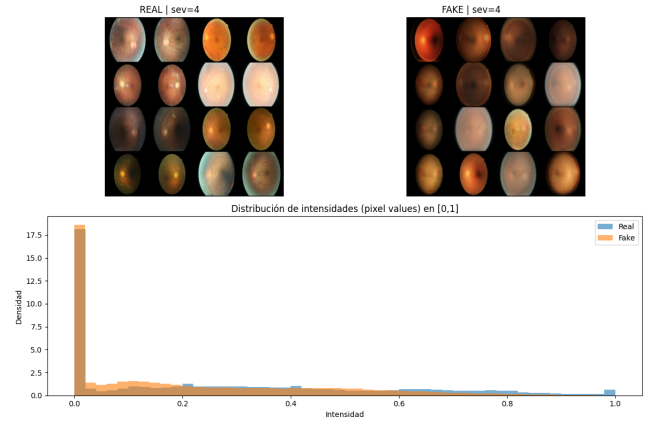 REAL | sev=4
FAKE | sev=4
Distribución de intensidades (pixel values) en [0,1]
Real
Fake
17.5
15.0
12.5
10.0
7.5
5.0
2.5
0.0
Densidad
0.0 0.2 0.4 0.6 0.8 1.0
Intensidad